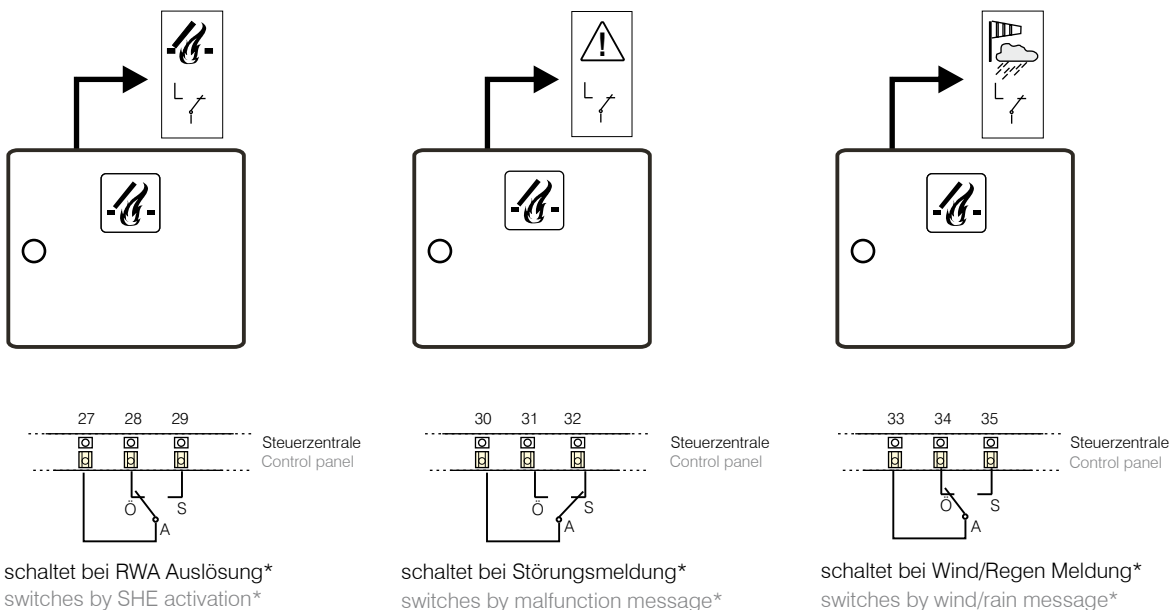 L
L
L
27 28 29
Steuerzentrale
Control panel
Ö S
A
schaltet bei RWA Auslösung*
switches by SHE activation*
30 31 32
Steuerzentrale
Control panel
Ö S
A
schaltet bei Störungsmeldung*
switches by malfunction message*
33 34 35
Steuerzentrale
Control panel
Ö S
A
schaltet bei Wind/Regen Meldung*
switches by wind/rain message*